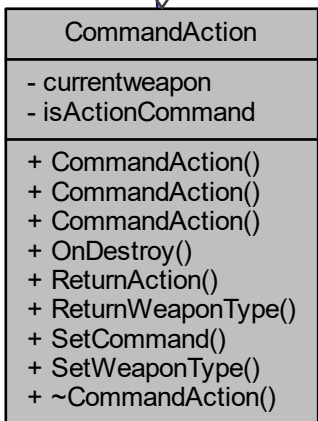 CommandAction
- currentweapon
- isActionCommand
+ CommandAction()
+ CommandAction()
+ CommandAction()
+ OnDestroy()
+ ReturnAction()
+ ReturnWeaponType()
+ SetCommand()
+ SetWeaponType()
+ ~CommandAction()